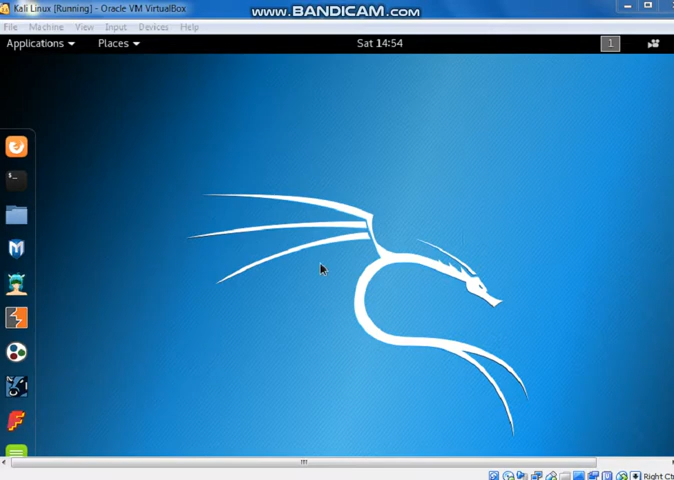 Kali Linux [Running] - Oracle VM VirtualBox
www.BANDICAM.com
File Machine View Input Devices Help
Applications Places Sat 14:54 1
Right Ctr